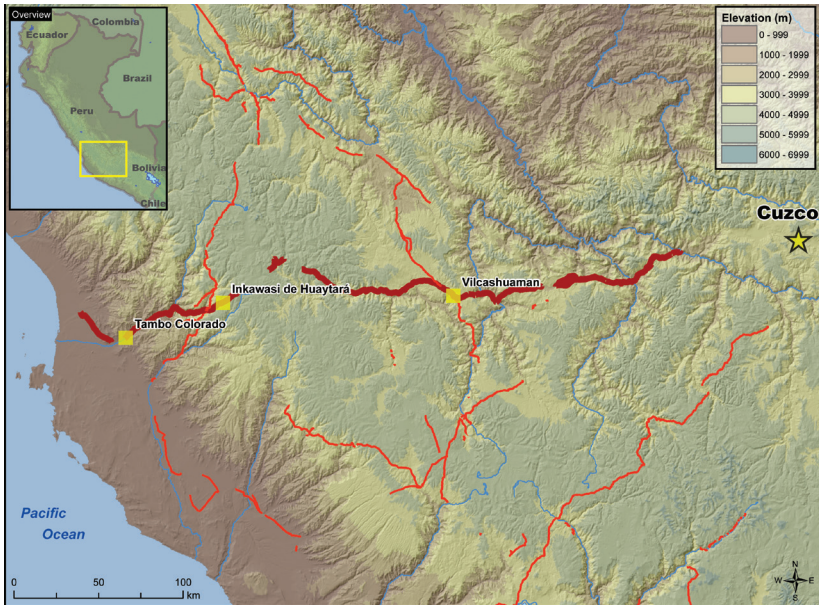 Overview
Colombia
Ecuador
Brazil
Peru
Bolivia
Chile
Elevation (m)
0 - 999
1000 - 1999
2000 - 2999
3000 - 3999
4000 - 4999
5000 - 5999
6000 - 6999
Cuzco
Vilcashuaman
Inkawasi de Huaytará
Tambo Colorado
Pacific
Ocean
0 50 100
km
N
W E
S